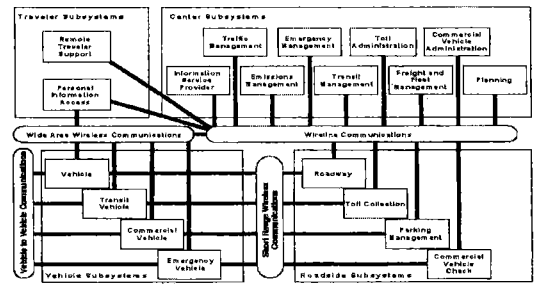 Traveler Subsystems
Center Subsystems
Remote
Traveler
Support
Personal
Information
Access
Traffic
Management
Emergency
Management
Toll
Administration
Commercial
Vehicle
Administration
Information
Service
Provider
Emissions
Management
Transit
Management
Freight and
Fleet
Management
Planning
Wide Area Wireless Communications
Wireline Communications
Vehicle to Vehicle Communications
Vehicle
Transit
Vehicle
Commercial
Vehicle
Emergency
Vehicle
Vehicle Subsystems
Short Range Wireless
Communications
Roadway
Toll Collection
Parking
Management
Commercial
Vehicle
Check
Roadside Subsystems